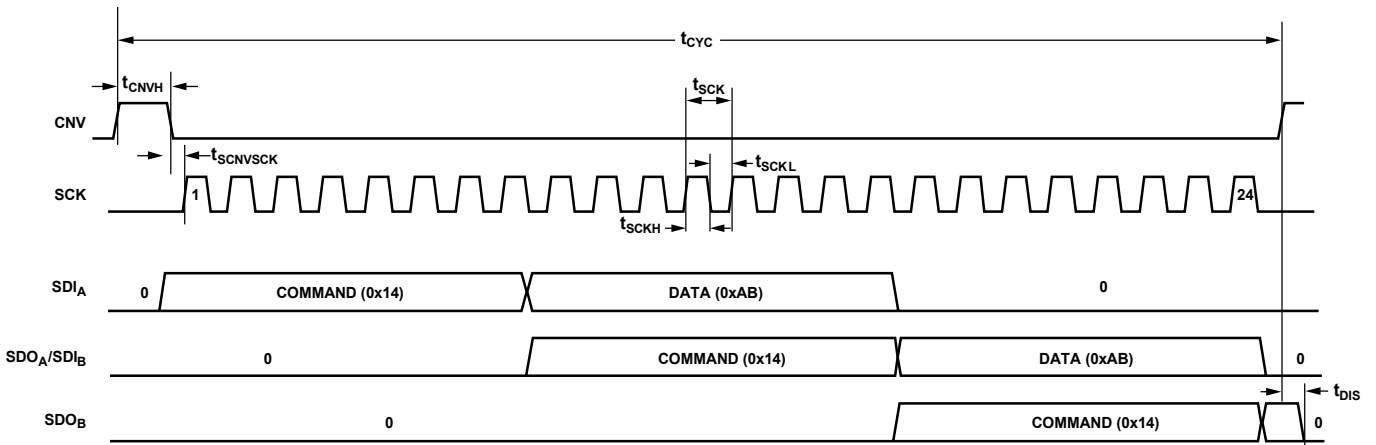 tCYC
tCNVH
tSCK
CNV
tSCNVSCK
tSCKL
SCK
1
24
tSCKH
SDIA
0
COMMAND (0x14)
DATA (0xAB)
0
SDOA/SDIB
0
COMMAND (0x14)
DATA (0xAB)
0
tDIS
SDOB
0
COMMAND (0x14)
0